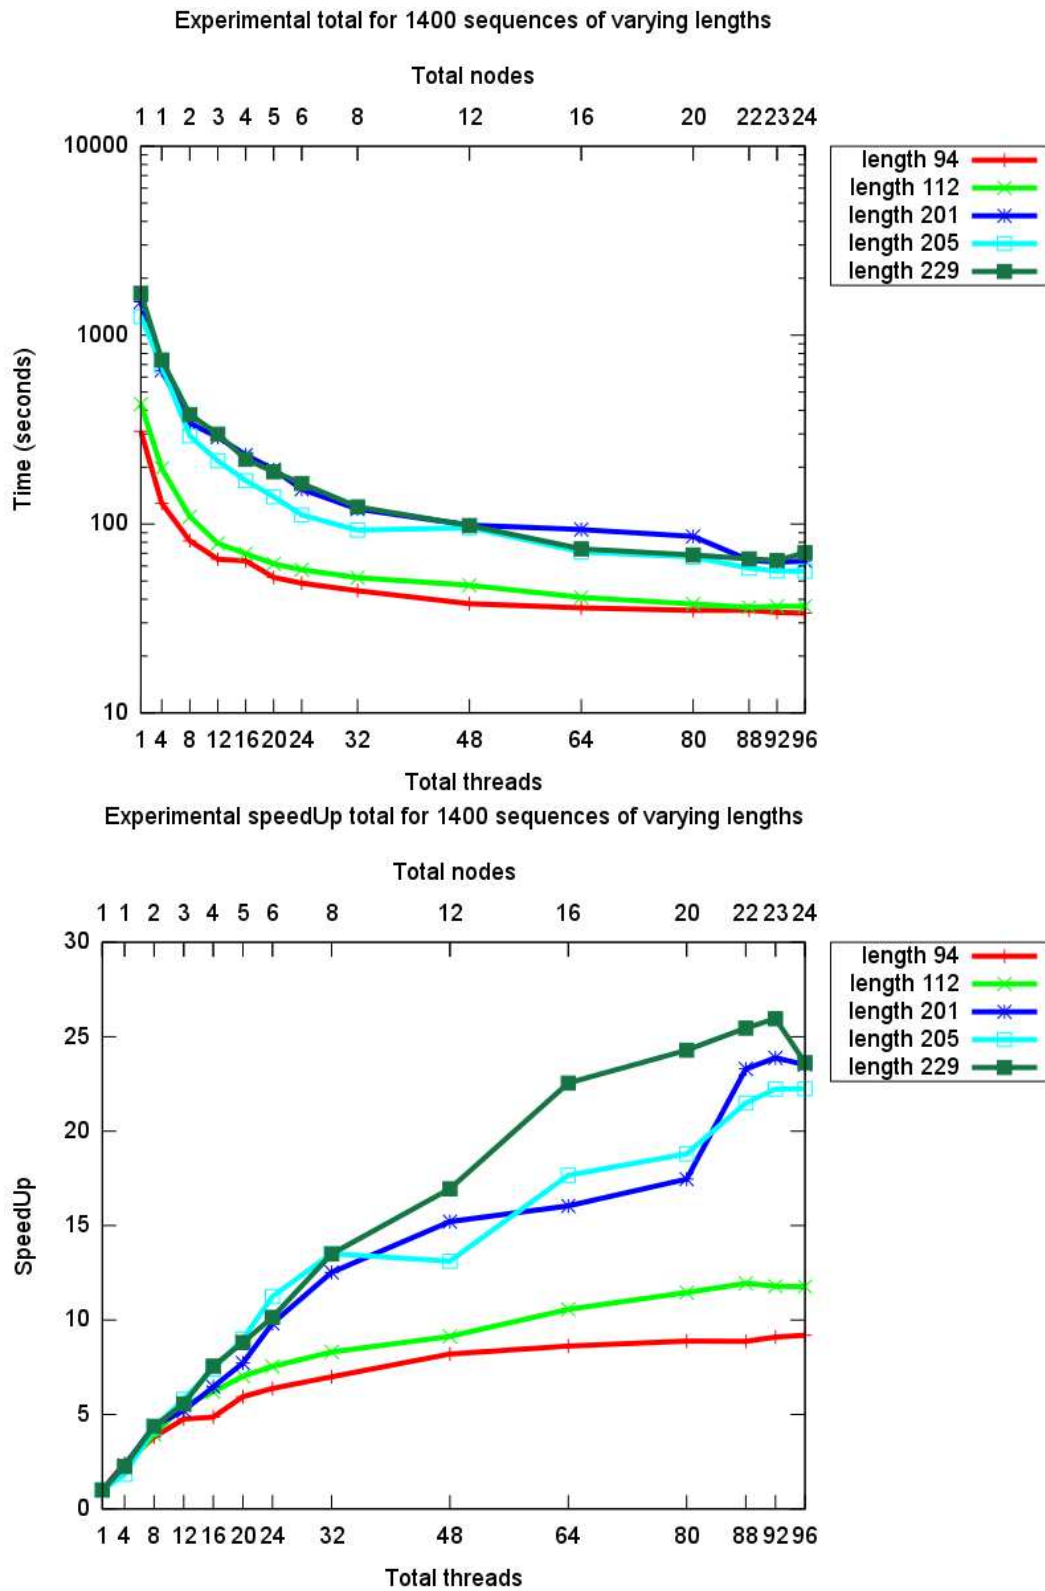 Experimental total for 1400 sequences of varying lengths
Total nodes
1 1 2 3 4 5 6 8 12 16 20 22 23 24
10000
1000
100
10
Time (seconds)
length 94
length 112
length 201
length 205
length 229
1 4 8 12 16 20 24 32 48 64 80 88 92 96
Total threads
Experimental speedUp total for 1400 sequences of varying lengths
Total nodes
1 1 2 3 4 5 6 8 12 16 20 22 23 24
30
25
20
15
10
5
0
SpeedUp
length 94
length 112
length 201
length 205
length 229
1 4 8 12 16 20 24 32 48 64 80 88 92 96
Total threads